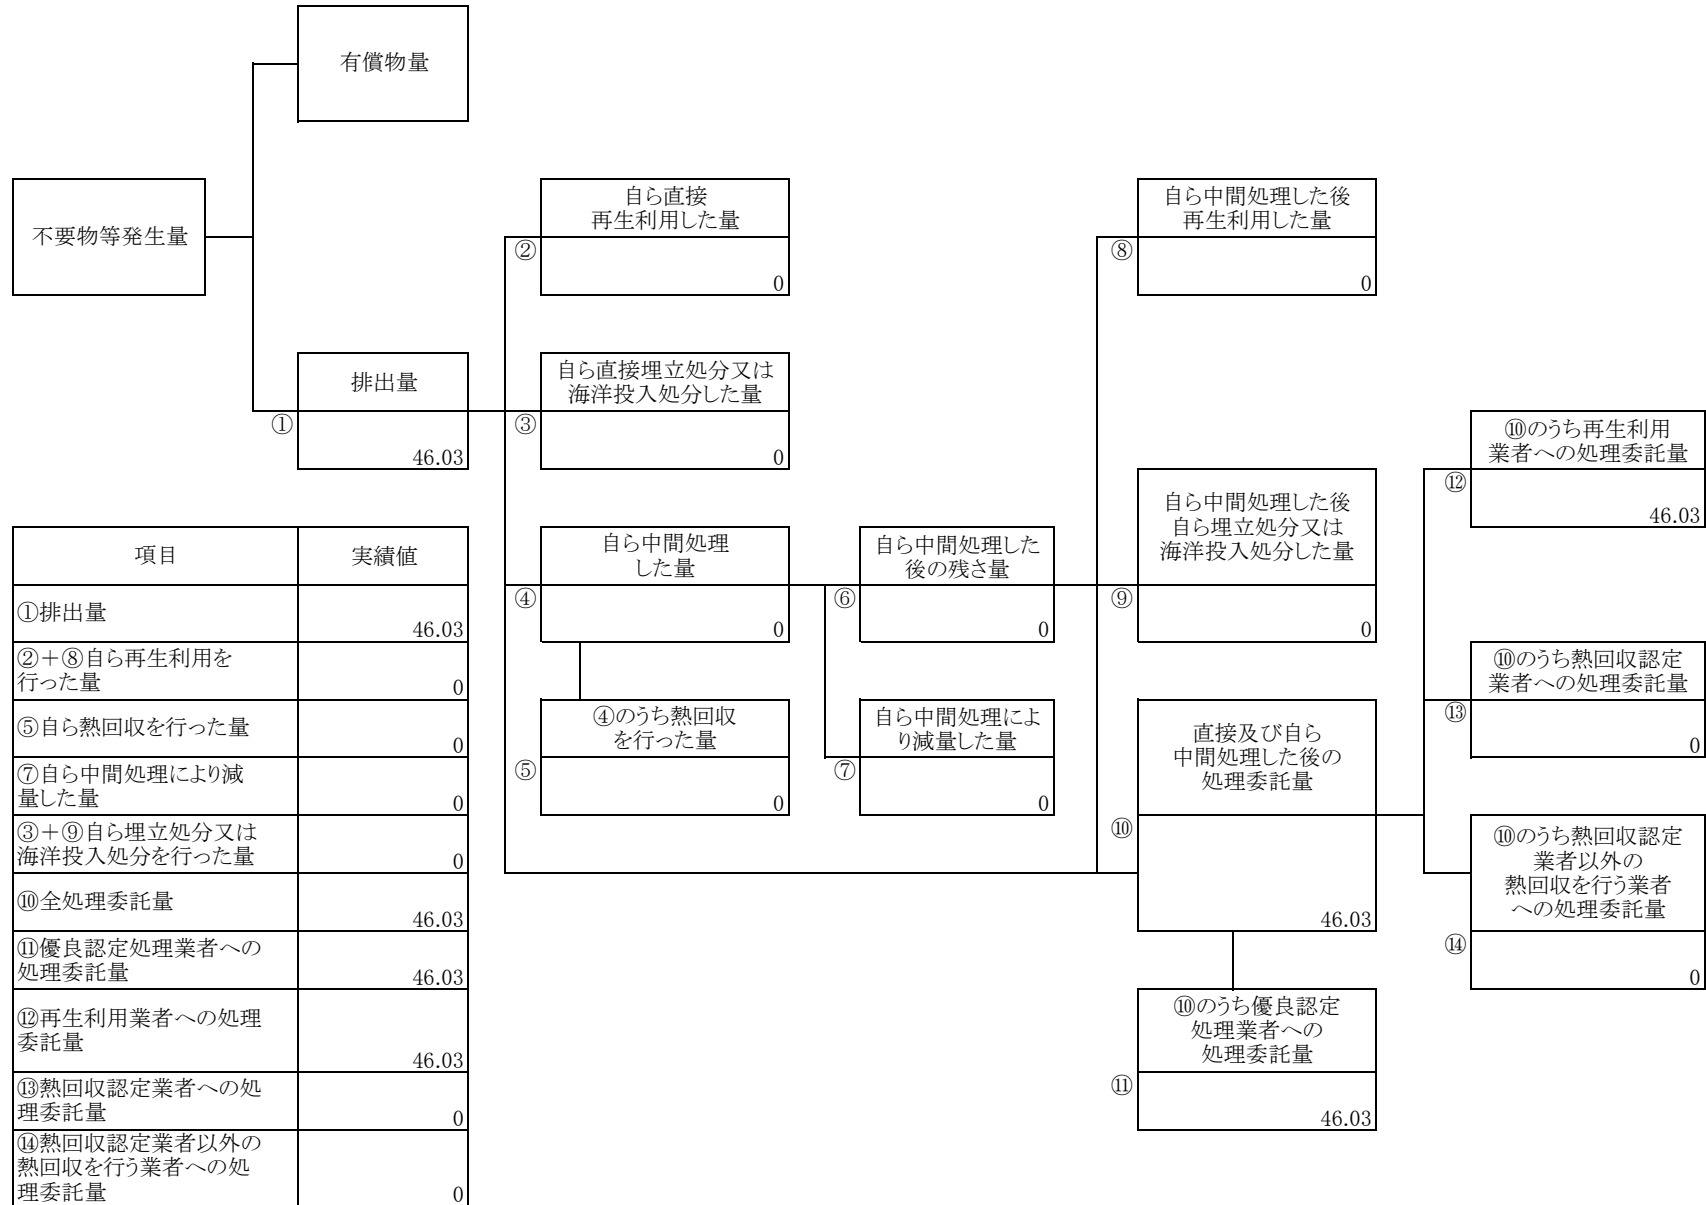 有償物量
不要物等発生量
自ら直接
再生利用した量
②
0
自ら中間処理した後
再生利用した量
⑧
0
排出量
①
46.03
自ら直接埋立処分又は
海洋投入処分した量
③
0
⑩のうち再生利用
業者への処理委託量
⑫
46.03
自ら中間処理
した量
④
0
自ら中間処理した
後の残さ量
⑥
0
自ら中間処理した後
自ら埋立処分又は
海洋投入処分した量
⑨
0
⑩のうち熱回収認定
業者への処理委託量
⑬
0
④のうち熱回収
を行った量
⑤
0
自ら中間処理によ
り減量した量
⑦
0
直接及び自ら
中間処理した後の
処理委託量
⑩
46.03
⑩のうち熱回収認定
業者以外の
熱回収を行う業者
への処理委託量
⑭
0
⑩のうち優良認定
処理業者への
処理委託量
⑪
46.03
項目 実績値
①排出量
46.03
②＋⑧自ら再生利用を
行った量
0
⑤自ら熱回収を行った量
0
⑦自ら中間処理により減
量した量
0
③＋⑨自ら埋立処分又は
海洋投入処分を行った量
0
⑩全処理委託量
46.03
⑪優良認定処理業者への
処理委託量
46.03
⑫再生利用業者への処理
委託量
46.03
⑬熱回収認定業者への処
理委託量
0
⑭熱回収認定業者以外の
熱回収を行う業者への処
理委託量
0